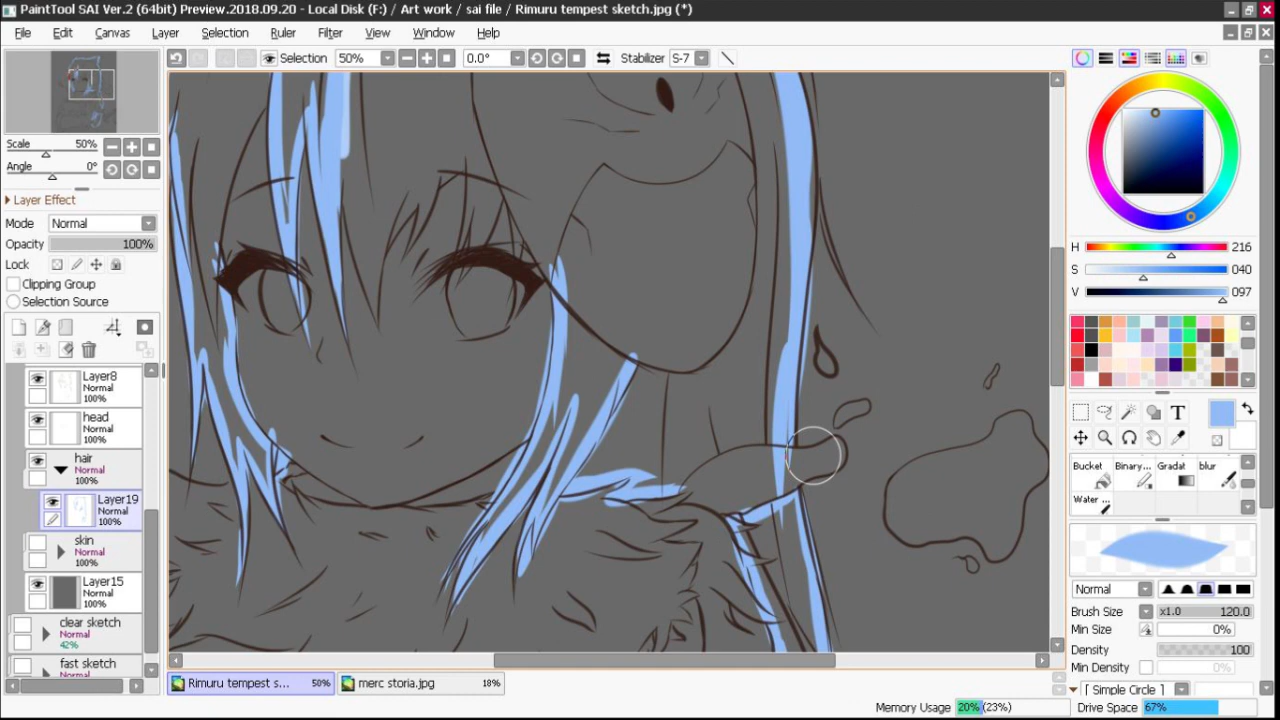 PaintTool SAI Ver.2 (64bit) Preview.2018.09.20 - Local Disk (F:) / Art work / sai file / Rimuru tempest sketch.jpg (*)
File Edit Canvas Layer Selection Ruler Filter View Window Help
Selection 50% 0.0° Stabilizer S-7
Scale 50%
Angle 0°
Layer Effect
Mode Normal
Opacity 100%
Lock
Clipping Group
Selection Source
Layer8
Normal
100%
head
Normal
100%
hair
Normal
100%
Layer19
Normal
100%
skin
Normal
100%
Layer15
Normal
100%
clear sketch
Normal
42%
fast sketch
Normal
H 216
S 040
V 097
T
Bucket Binary... Gradat blur
Water ...
Normal
Brush Size x1.0 120.0
Min Size 0%
Density 100
Min Density 0%
[ Simple Circle ]
Rimuru tempest s... 50% merc storia.jpg 18%
Memory Usage 20% (23%) Drive Space 67%